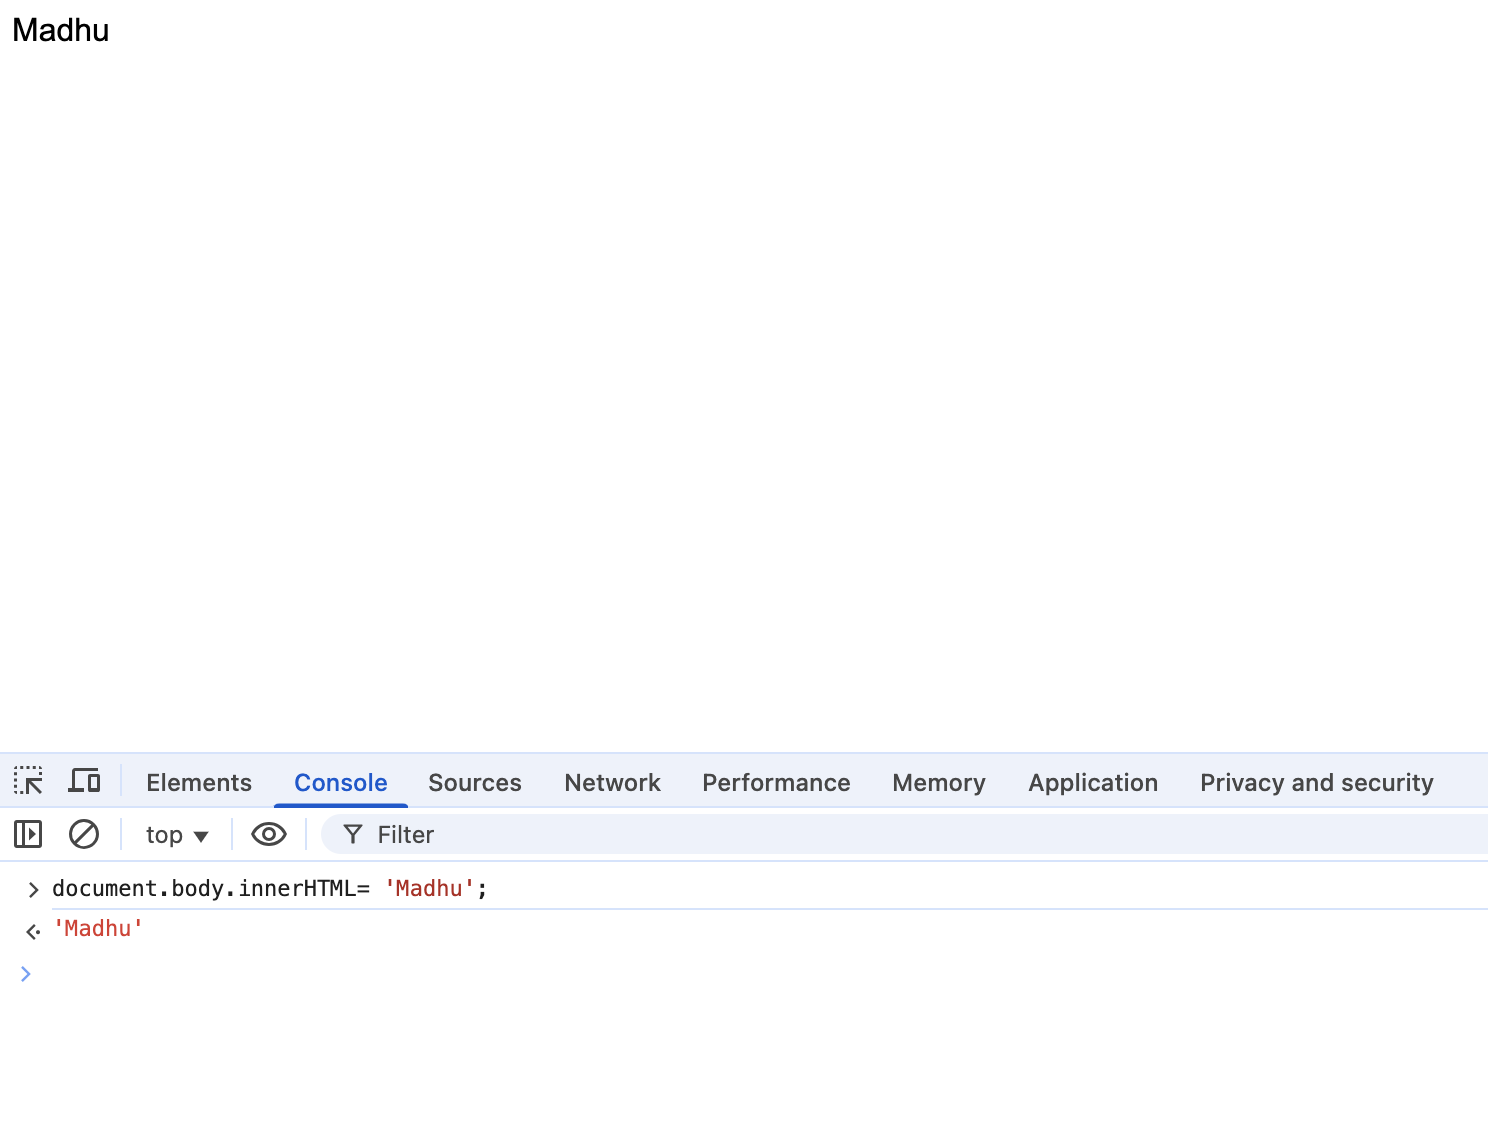 Madhu
Elements Console Sources Network Performance Memory Application Privacy and security
top Filter
document.body.innerHTML= 'Madhu';
'Madhu'